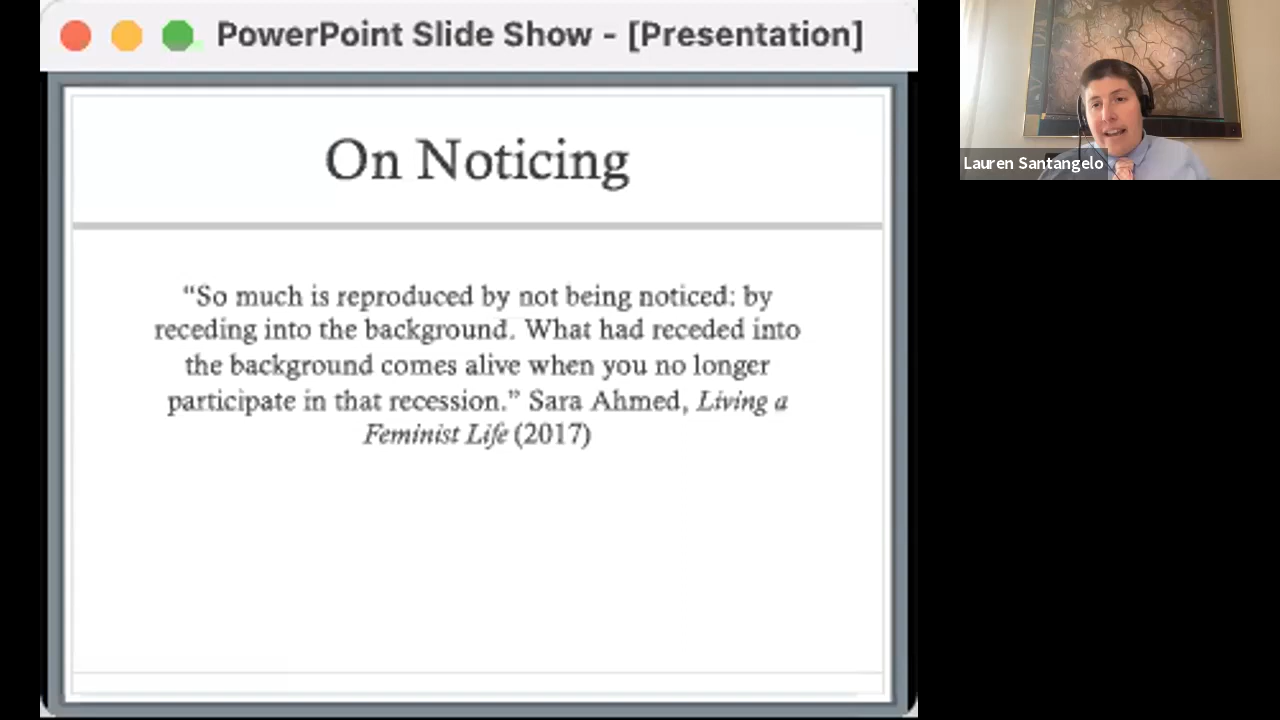 PowerPoint Slide Show - [Presentation]
On Noticing
“So much is reproduced by not being noticed: by
receding into the background. What had receded into
the background comes alive when you no longer
participate in that recession.” Sara Ahmed, Living a
Feminist Life (2017)
Lauren Santangelo